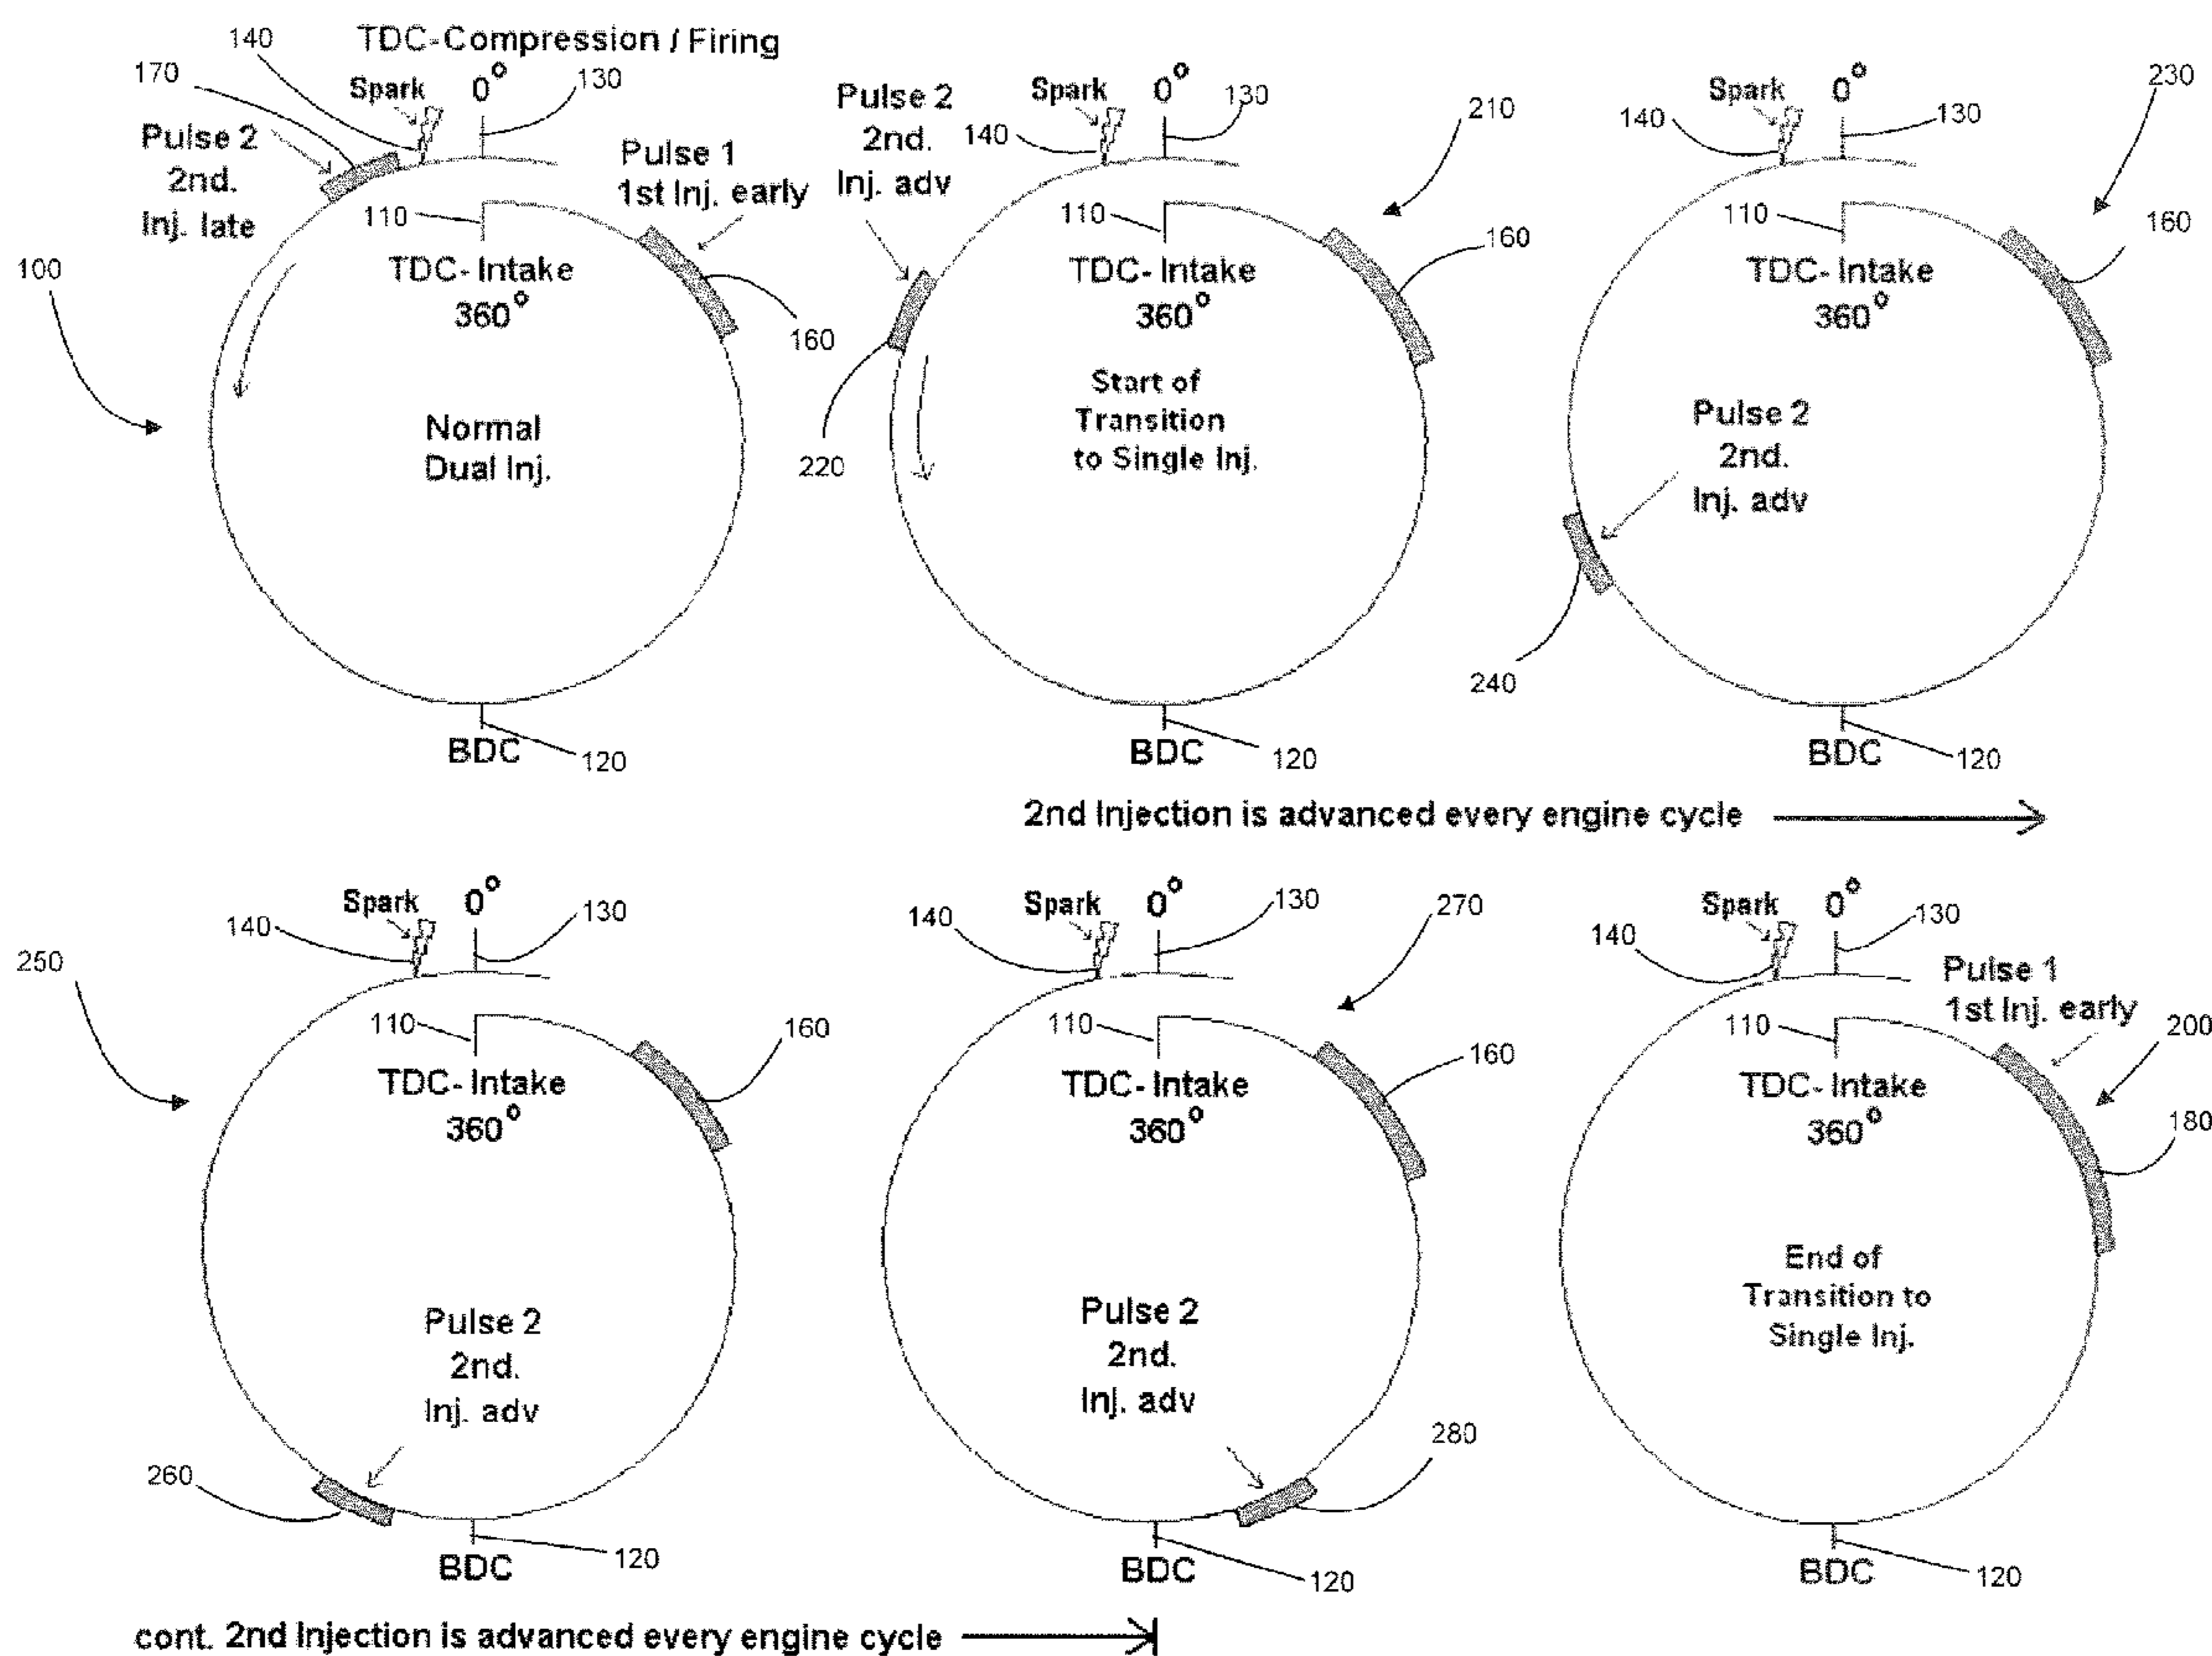 TDC-Compression / Firing
140
170
Spark
0°
130
Pulse 2
2nd.
Inj. late
Pulse 1
1st Inj. early
110
TDC- Intake
360°
160
100
Normal
Dual Inj.
BDC
120
Pulse 2
2nd.
Inj. adv
Spark
0°
130
140
210
110
TDC- Intake
360°
160
Start of
Transition
to Single Inj.
220
BDC
120
Spark
0°
130
140
230
110
TDC- Intake
360°
160
Pulse 2
2nd.
Inj. adv
240
BDC
120
2nd Injection is advanced every engine cycle
Spark
0°
130
140
250
110
TDC- Intake
360°
160
Pulse 2
2nd.
Inj. adv
260
BDC
120
Spark
0°
130
140
270
110
TDC- Intake
360°
160
Pulse 2
2nd.
Inj. adv
280
BDC
120
Spark
0°
130
140
Pulse 1
1st Inj. early
110
TDC- Intake
360°
200
180
End of
Transition to
Single Inj.
BDC
120
cont. 2nd Injection is advanced every engine cycle